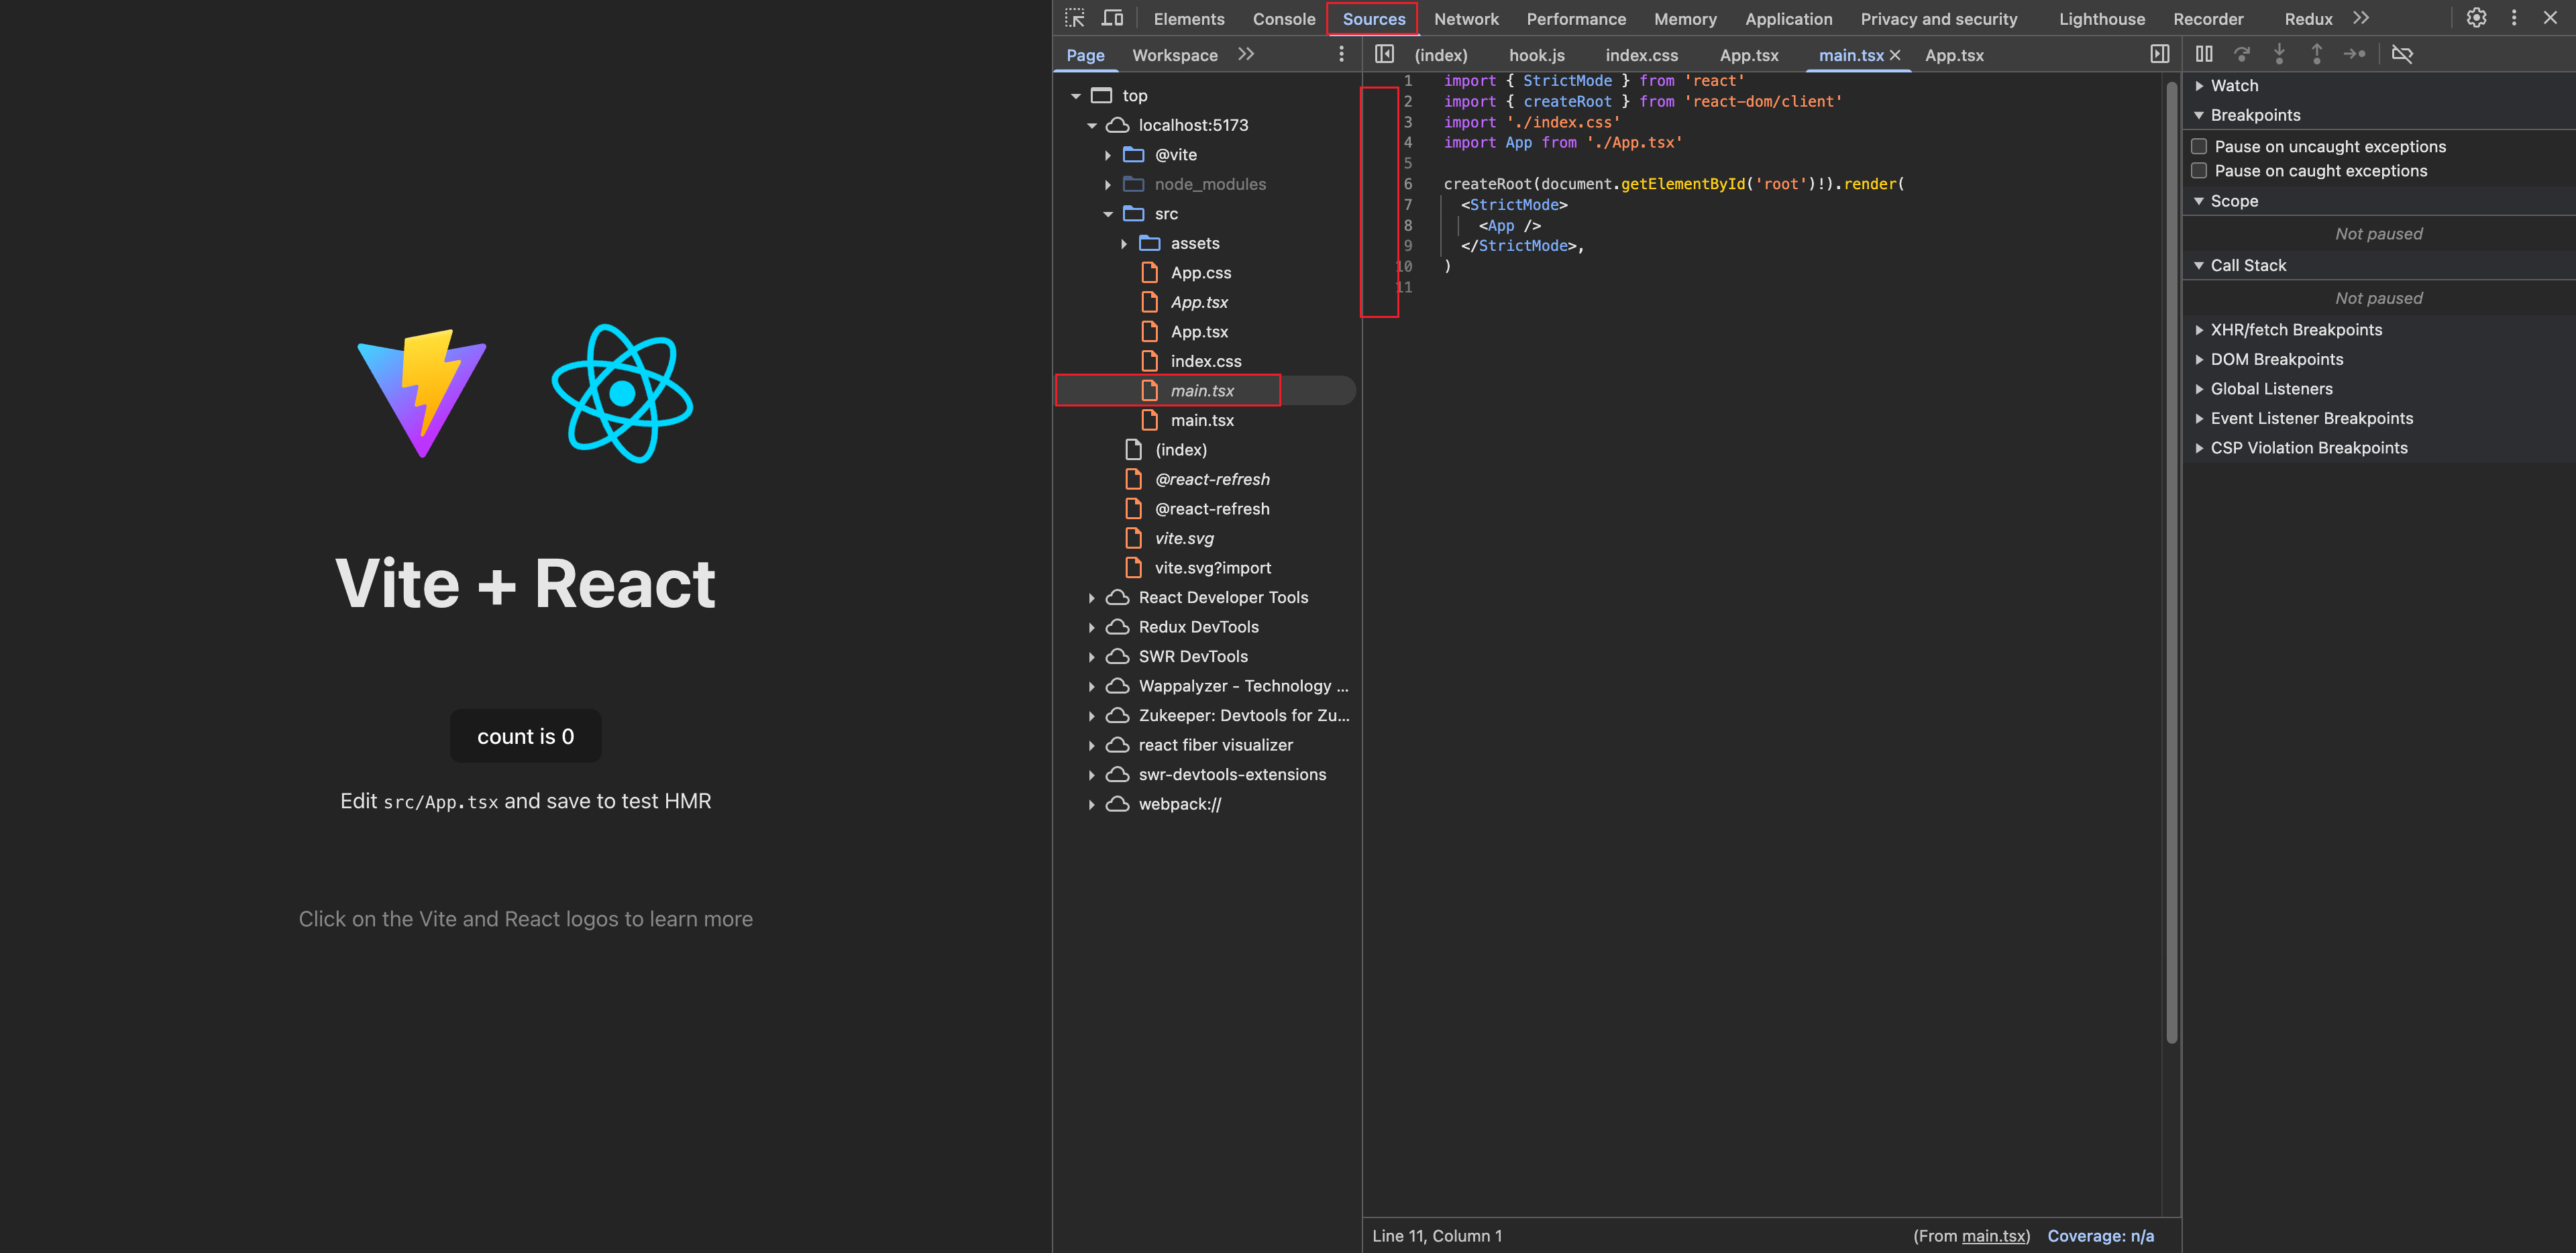 Vite + React
count is 0
Edit src/App.tsx and save to test HMR
Click on the Vite and React logos to learn more
Elements Console Sources Network Performance Memory Application Privacy and security Lighthouse Recorder Redux
Page Workspace
top
localhost:5173
@vite
node_modules
src
assets
App.css
App.tsx
App.tsx
index.css
main.tsx
main.tsx
(index)
@react-refresh
@react-refresh
vite.svg
vite.svg?import
React Developer Tools
Redux DevTools
SWR DevTools
Wappalyzer - Technology ...
Zukeeper: Devtools for Zu...
react fiber visualizer
swr-devtools-extensions
webpack://
(index) hook.js index.css App.tsx main.tsx App.tsx
1 import { StrictMode } from 'react'
2 import { createRoot } from 'react-dom/client'
3 import './index.css'
4 import App from './App.tsx'
5
6 createRoot(document.getElementById('root')!).render(
7 <StrictMode>
8 <App />
9 </StrictMode>,
10 )
11
Line 11, Column 1 (From main.tsx) Coverage: n/a
Watch
Breakpoints
Pause on uncaught exceptions
Pause on caught exceptions
Scope
Not paused
Call Stack
Not paused
XHR/fetch Breakpoints
DOM Breakpoints
Global Listeners
Event Listener Breakpoints
CSP Violation Breakpoints